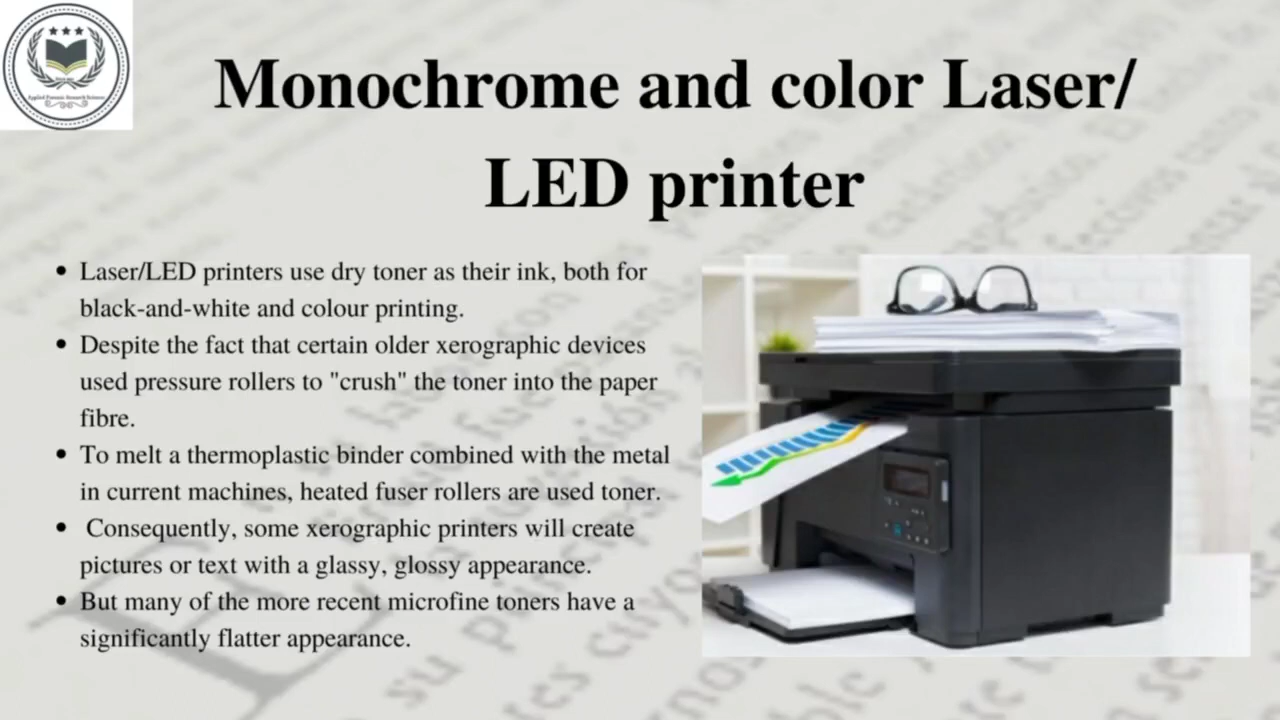 Applied Forensic Research Sciences
Monochrome and color Laser/
LED printer
• Laser/LED printers use dry toner as their ink, both for
black-and-white and colour printing.
• Despite the fact that certain older xerographic devices
used pressure rollers to "crush" the toner into the paper
fibre.
• To melt a thermoplastic binder combined with the metal
in current machines, heated fuser rollers are used toner.
• Consequently, some xerographic printers will create
pictures or text with a glassy, glossy appearance.
• But many of the more recent microfine toners have a
significantly flatter appearance.